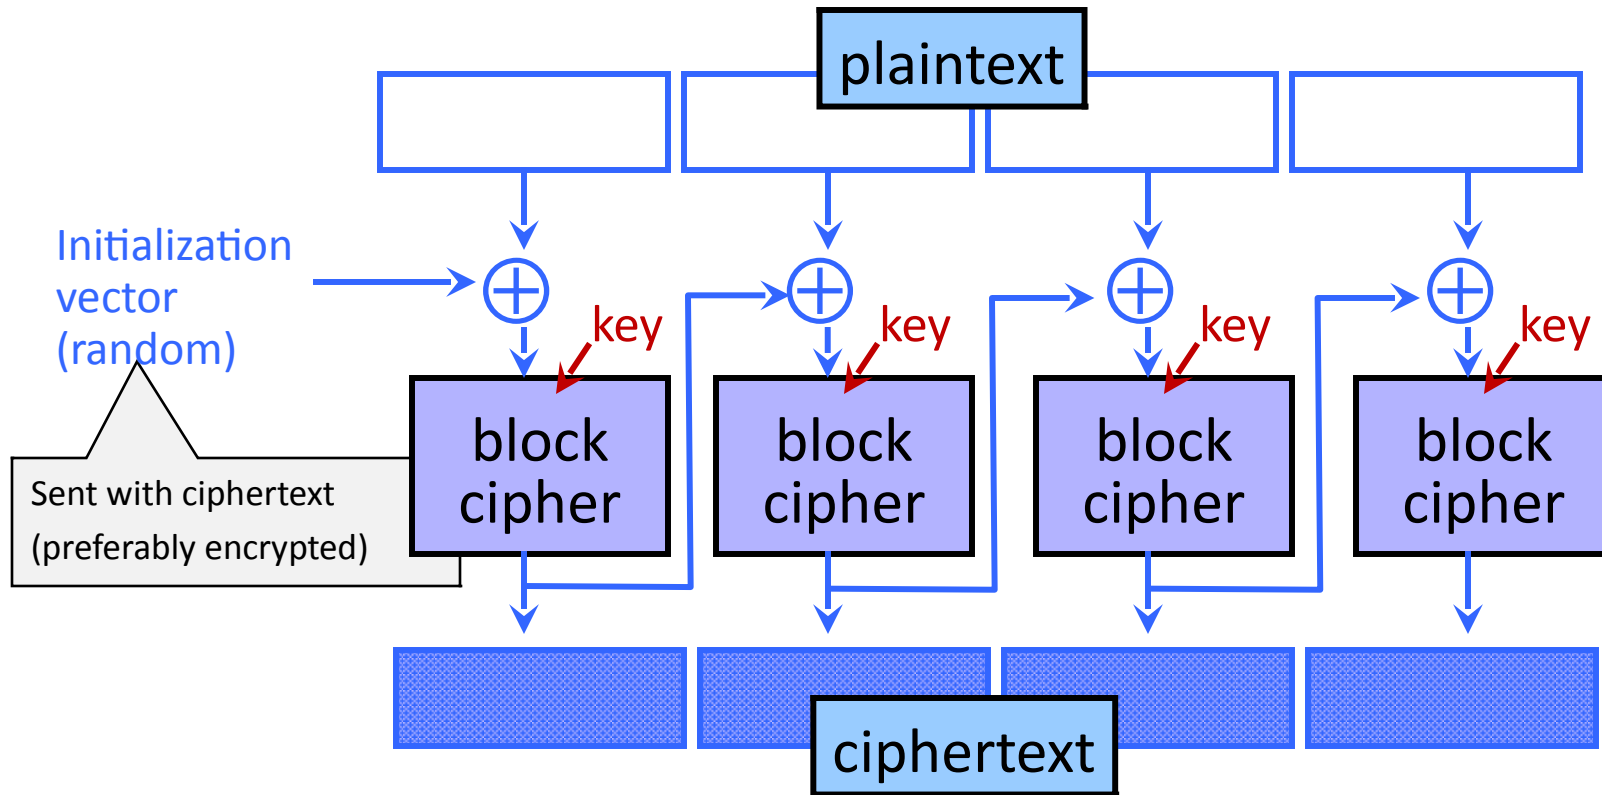 plaintext
Initialization
vector
(random)
key
key
key
key
block
cipher
block
cipher
block
cipher
block
cipher
Sent with ciphertext
(preferably encrypted)
ciphertext